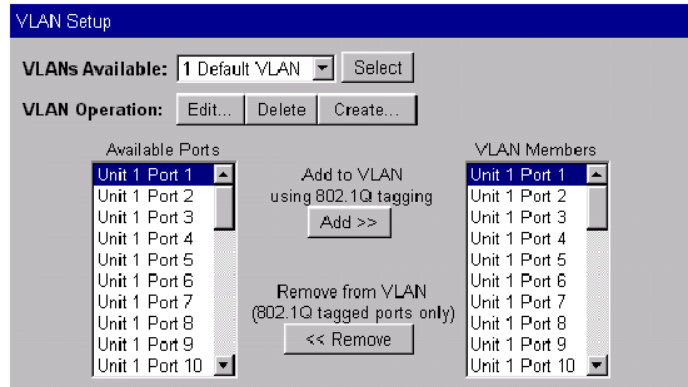 VLAN Setup
VLANs Available: 1 Default VLAN Select
VLAN Operation: Edit... Delete Create...
Available Ports
Unit 1 Port 1
Unit 1 Port 2
Unit 1 Port 3
Unit 1 Port 4
Unit 1 Port 5
Unit 1 Port 6
Unit 1 Port 7
Unit 1 Port 8
Unit 1 Port 9
Unit 1 Port 10
Add to VLAN
using 802.1Q tagging
Add >>
Remove from VLAN
(802.1Q tagged ports only)
<< Remove
VLAN Members
Unit 1 Port 1
Unit 1 Port 2
Unit 1 Port 3
Unit 1 Port 4
Unit 1 Port 5
Unit 1 Port 6
Unit 1 Port 7
Unit 1 Port 8
Unit 1 Port 9
Unit 1 Port 10